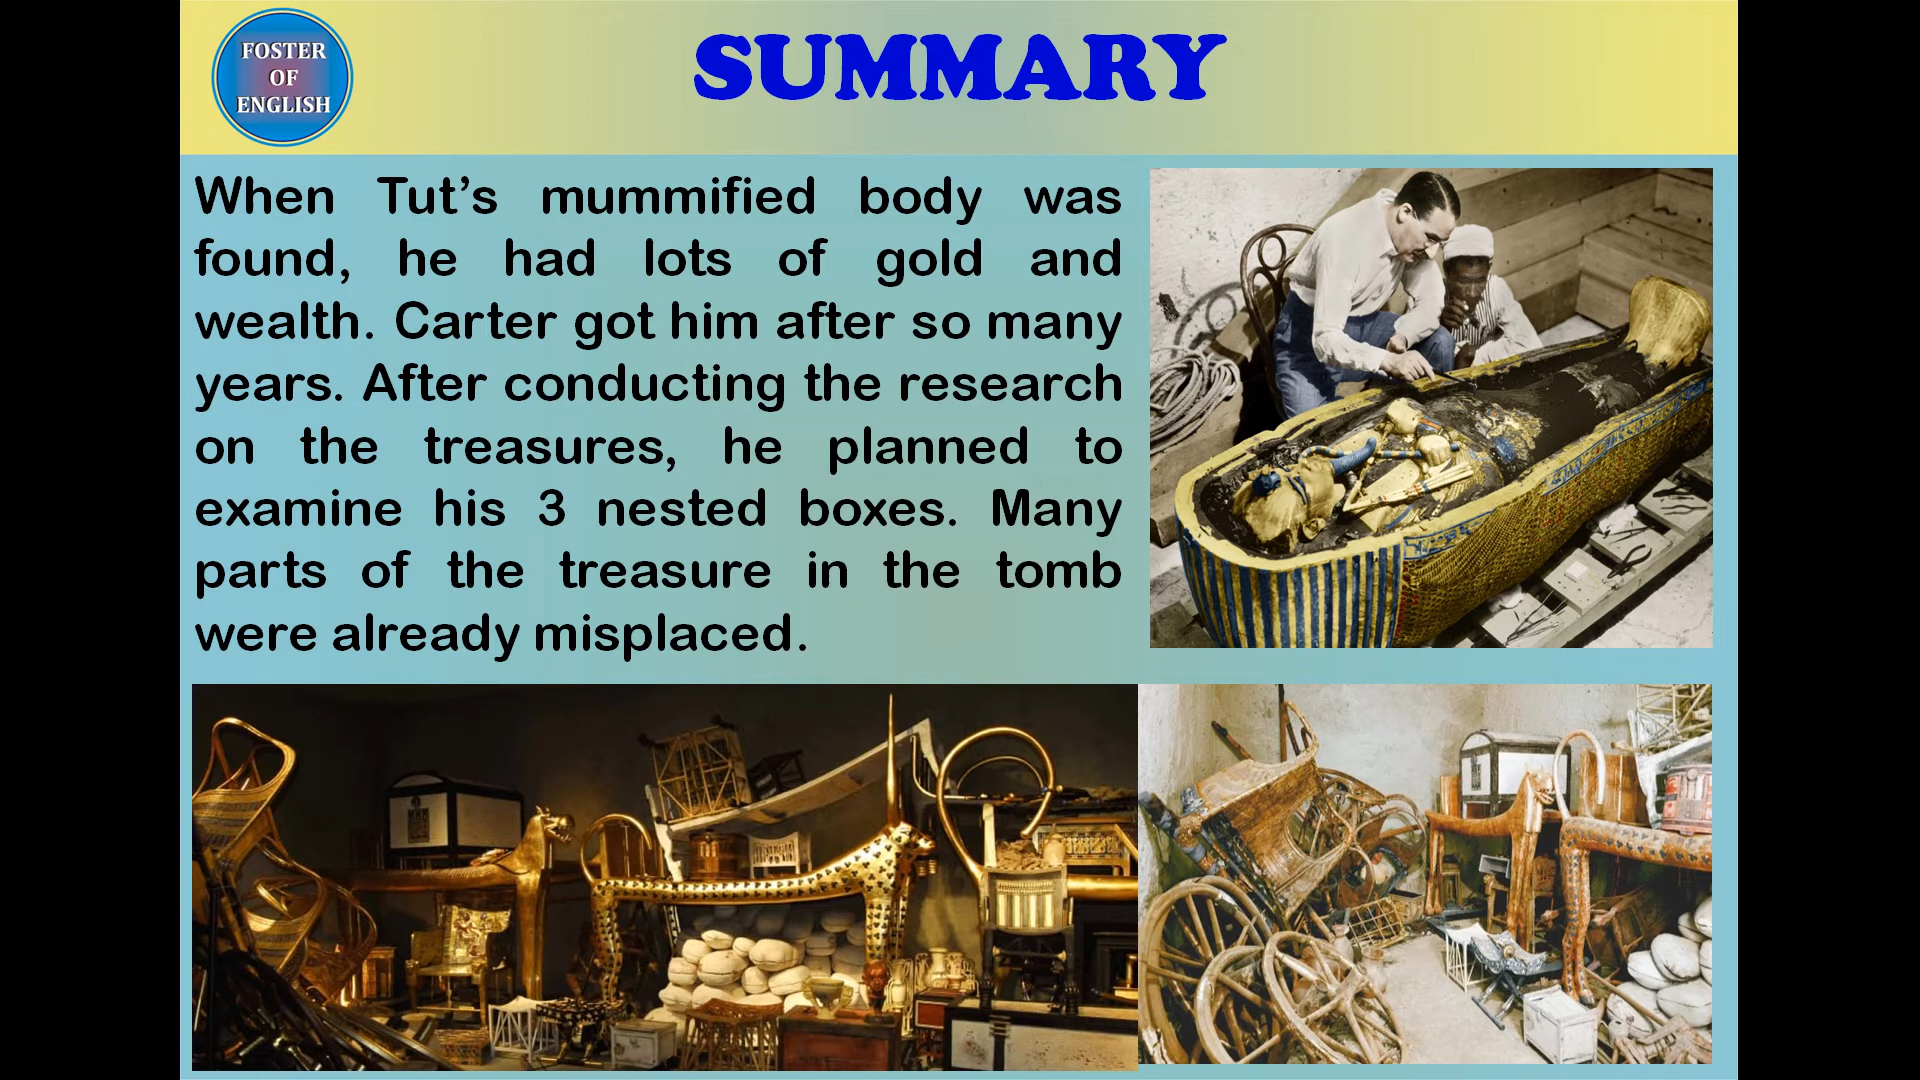 FOSTER
OF
ENGLISH
SUMMARY
When Tut’s mummified body was
found, he had lots of gold and
wealth. Carter got him after so many
years. After conducting the research
on the treasures, he planned to
examine his 3 nested boxes. Many
parts of the treasure in the tomb
were already misplaced.